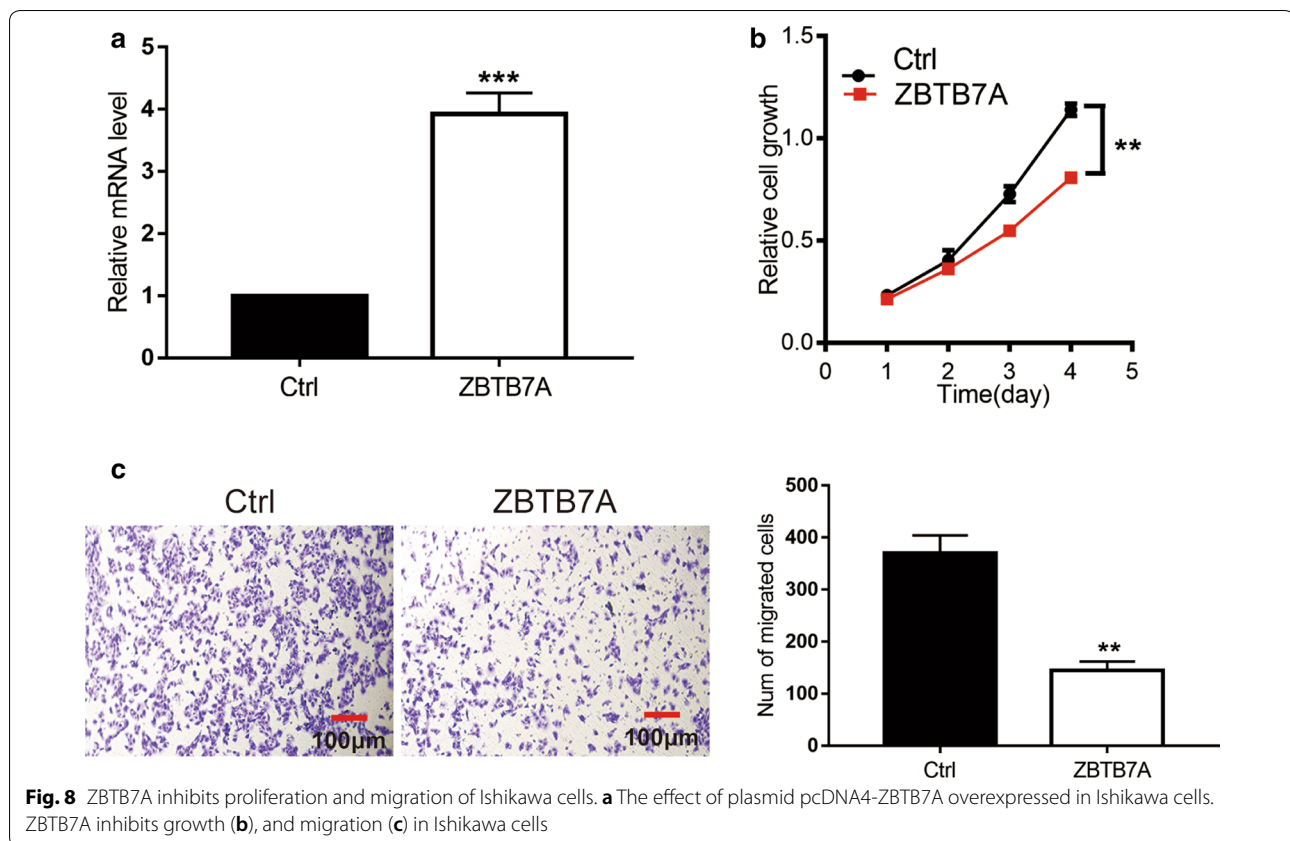 a
5
4
3
2
1
0
Relative mRNA level
***
Ctrl
ZBTB7A
b
1.5
1.0
0.5
0.0
Relative cell growth
Ctrl
ZBTB7A
**
0 1 2 3 4 5
Time(day)
c
Ctrl
ZBTB7A
100μm
100μm
500
400
300
200
100
0
Num of migrated cells
**
Ctrl
ZBTB7A
Fig. 8 ZBTB7A inhibits proliferation and migration of Ishikawa cells. a The effect of plasmid pcDNA4-ZBTB7A overexpressed in Ishikawa cells.
ZBTB7A inhibits growth (b), and migration (c) in Ishikawa cells